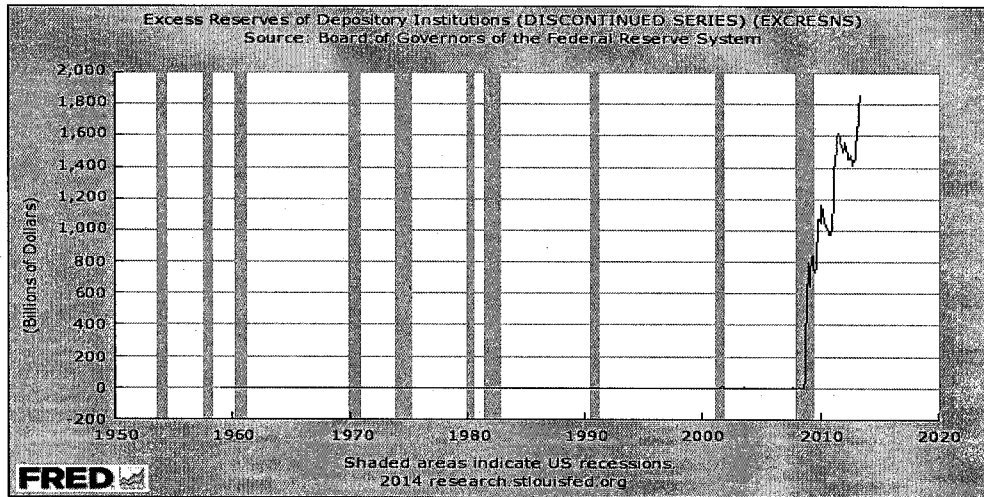 Excess Reserves of Depository Institutions (DISCONTINUED SERIES) (EXCRESNS)
Source: Board of Governors of the Federal Reserve System
2,000
1,800
1,600
1,400
1,200
1,000
800
600
400
200
0
-200
(Billions of Dollars)
1950 1960 1970 1980 1990 2000 2010 2020
Shaded areas indicate US recessions
2014 research.stlouisfed.org
FRED